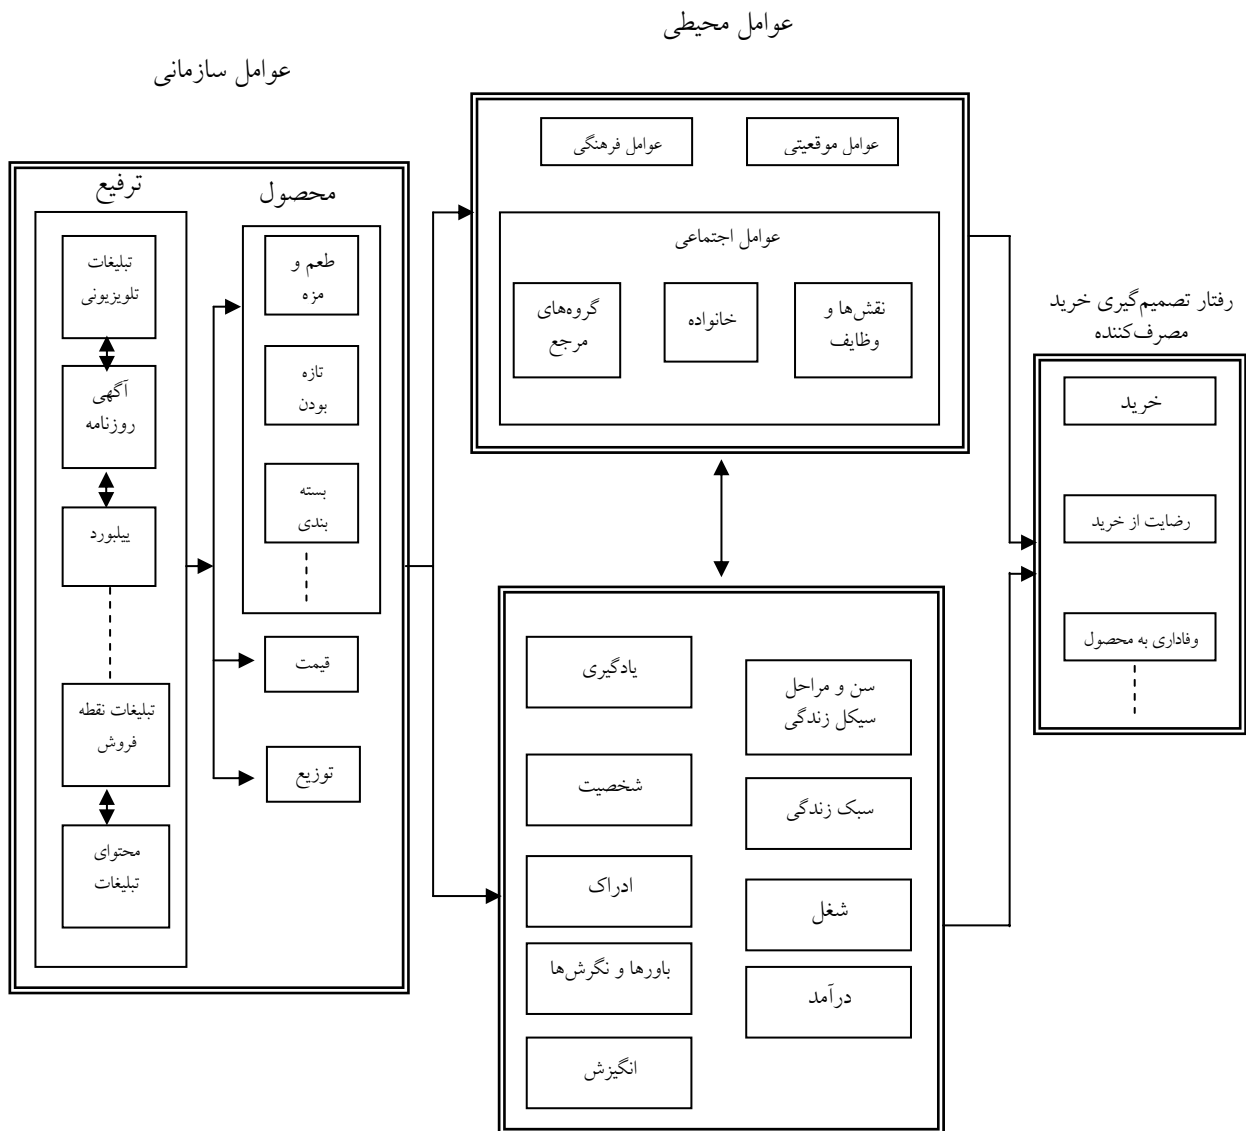 عوامل محیطی
عوامل سازمانی
عوامل موقعیتی
عوامل فرهنگی
محصول
ترفیع
عوامل اجتماعی
نقش‌ها و
وظایف
خانواده
گروه‌های
مرجع
طعم و
مزه
تازه
بودن
بسته
بندی
قیمت
توزیع
تبلیغات
تلویزیونی
آگهی
روزنامه
بیلبورد
تبلیغات نقطه
فروش
محتوای
تبلیغات
رفتار تصمیم‌گیری خرید
مصرف‌کننده
خرید
رضایت از خرید
وفاداری به محصول
سن و مراحل
سیکل زندگی
سبک زندگی
شغل
درآمد
یادگیری
شخصیت
ادراک
باورها و نگرش‌ها
انگیزش